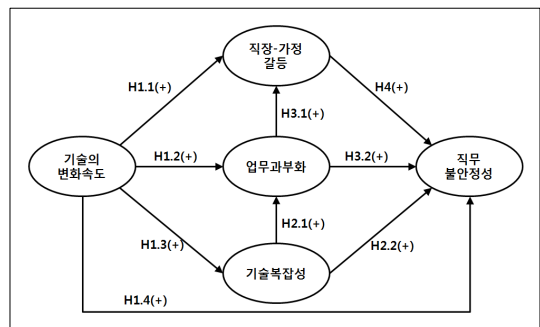 직장-가정
갈등
H1.1(+)
H4(+)
H3.1(+)
기술의
변화속도
H1.2(+)
업무과부화
H3.2(+)
직무
불안정성
H2.1(+)
H1.3(+)
H2.2(+)
기술복잡성
H1.4(+)